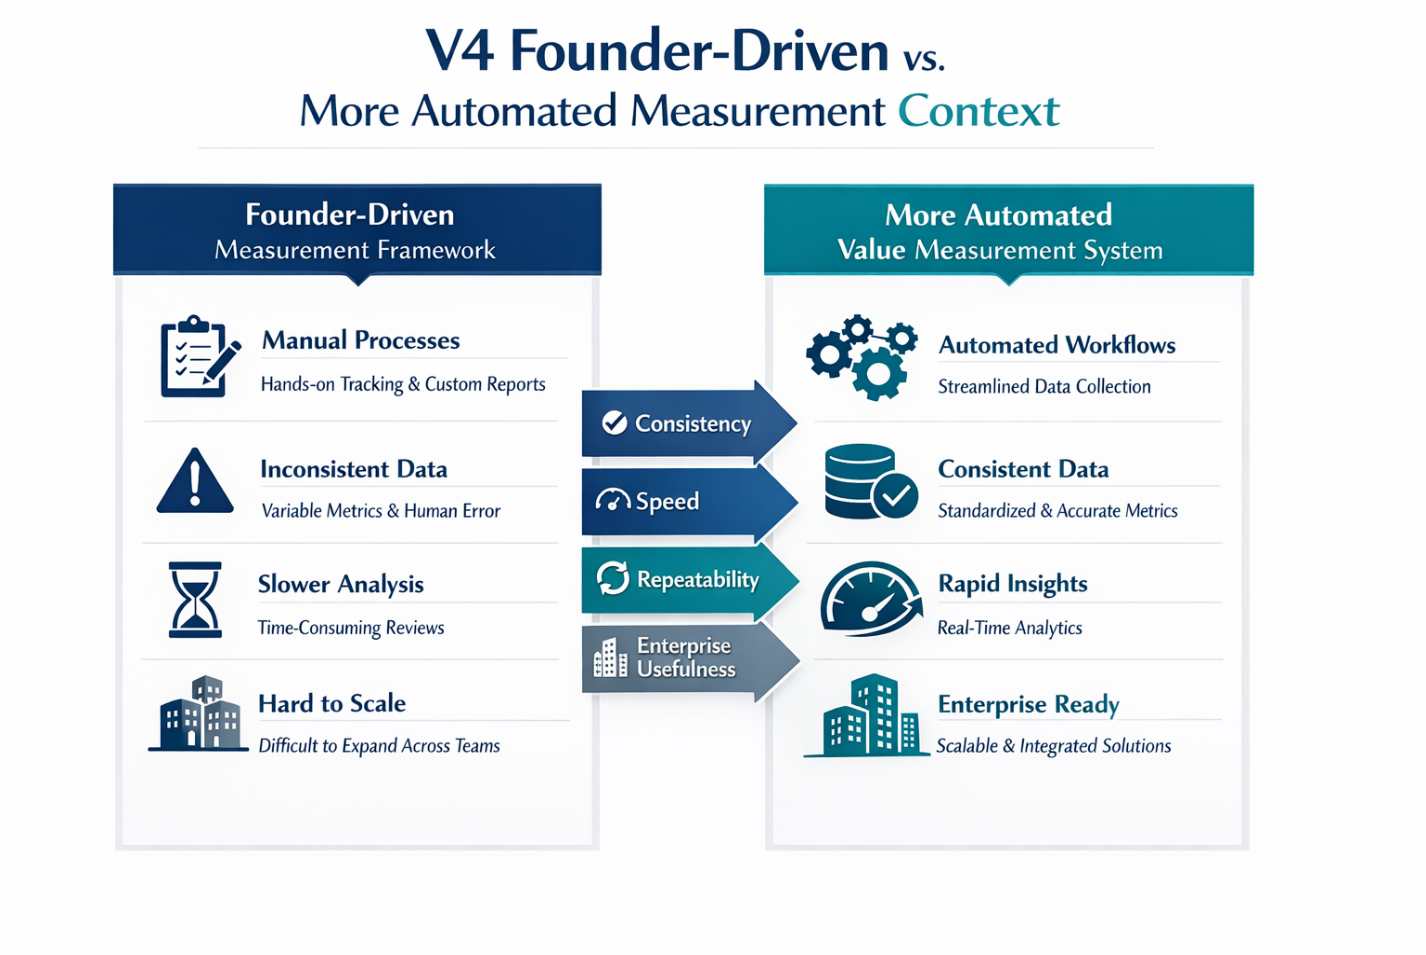 V4 Founder-Driven vs.
More Automated Measurement Context
Founder-Driven
Measurement Framework
Manual Processes
Hands-on Tracking & Custom Reports
Inconsistent Data
Variable Metrics & Human Error
Slower Analysis
Time-Consuming Reviews
Hard to Scale
Difficult to Expand Across Teams
Consistency
Speed
Repeatability
Enterprise
Usefulness
More Automated
Value Measurement System
Automated Workflows
Streamlined Data Collection
Consistent Data
Standardized & Accurate Metrics
Rapid Insights
Real-Time Analytics
Enterprise Ready
Scalable & Integrated Solutions